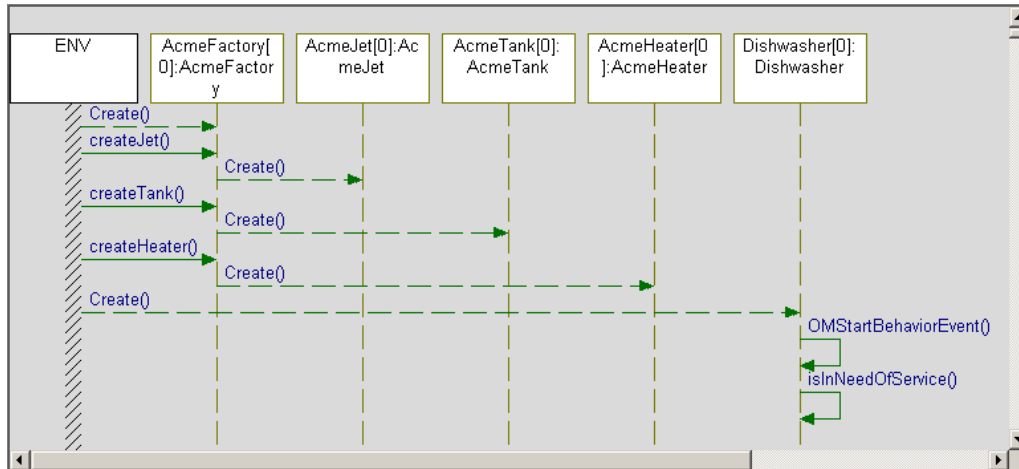 ENV
AcmeFactory[
0]:AcmeFactor
y
AcmeJet[0]:Ac
meJet
AcmeTank[0]:
AcmeTank
AcmeHeater[0
]:AcmeHeater
Dishwasher[0]:
Dishwasher
Create()
createJet()
Create()
createTank()
Create()
createHeater()
Create()
Create()
OMStartBehaviorEvent()
isInNeedOfService()